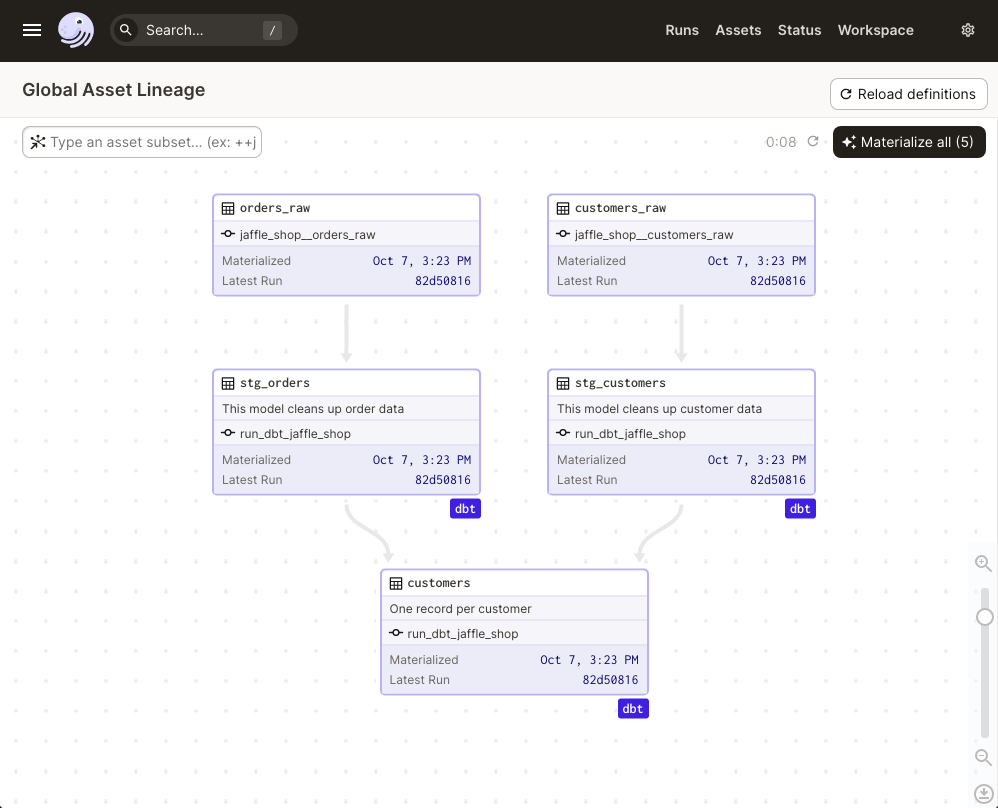 Search...
/
Runs
Assets
Status
Workspace
Global Asset Lineage
Reload definitions
Type an asset subset... (ex: ++j
0:08
Materialize all (5)
orders_raw
jaffle_shop__orders_raw
Materialized Oct 7, 3:23 PM
Latest Run 82d50816
customers_raw
jaffle_shop__customers_raw
Materialized Oct 7, 3:23 PM
Latest Run 82d50816
stg_orders
This model cleans up order data
run_dbt_jaffle_shop
Materialized Oct 7, 3:23 PM
Latest Run 82d50816
dbt
stg_customers
This model cleans up customer data
run_dbt_jaffle_shop
Materialized Oct 7, 3:23 PM
Latest Run 82d50816
dbt
customers
One record per customer
run_dbt_jaffle_shop
Materialized Oct 7, 3:23 PM
Latest Run 82d50816
dbt